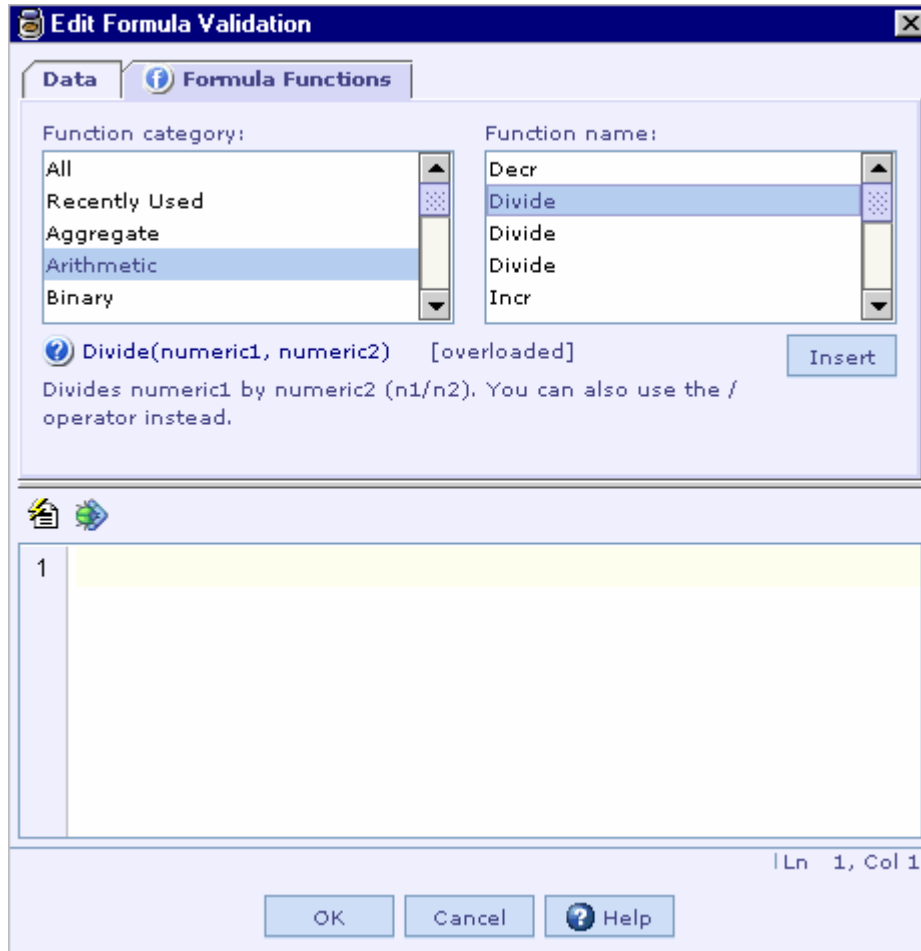 Edit Formula Validation
Data
Formula Functions
Function category:
Function name:
All
Recently Used
Aggregate
Arithmetic
Binary
Decr
Divide
Divide
Divide
Incr
Divide(numeric1, numeric2) [overloaded]
Insert
Divides numeric1 by numeric2 (n1/n2). You can also use the /
operator instead.
1
Ln 1, Col 1
OK
Cancel
Help